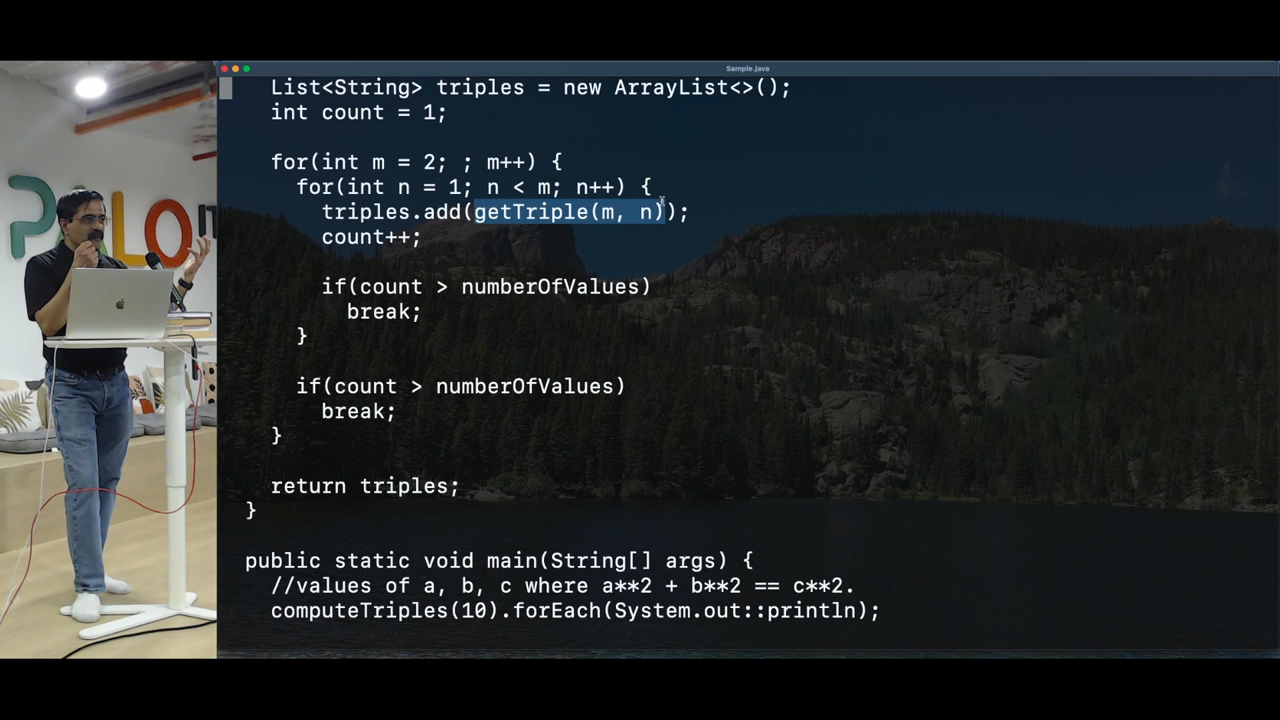 Sample.java
List<String> triples = new ArrayList<>();
int count = 1;
for(int m = 2; ; m++) {
for(int n = 1; n < m; n++) {
triples.add(getTriple(m, n));
count++;
if(count > numberOfValues)
break;
}
if(count > numberOfValues)
break;
}
return triples;
}
public static void main(String[] args) {
//values of a, b, c where a**2 + b**2 == c**2.
computeTriples(10).forEach(System.out::println);
PALO